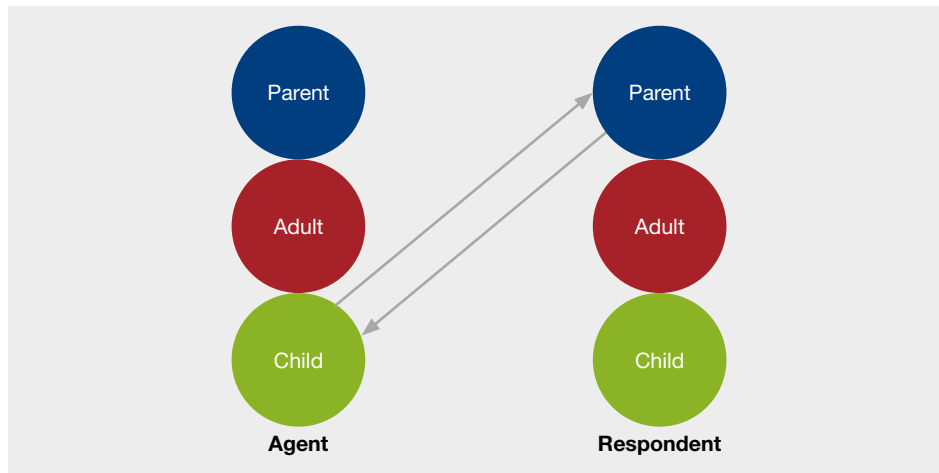 Parent
Parent
Adult
Adult
Child
Child
Agent
Respondent